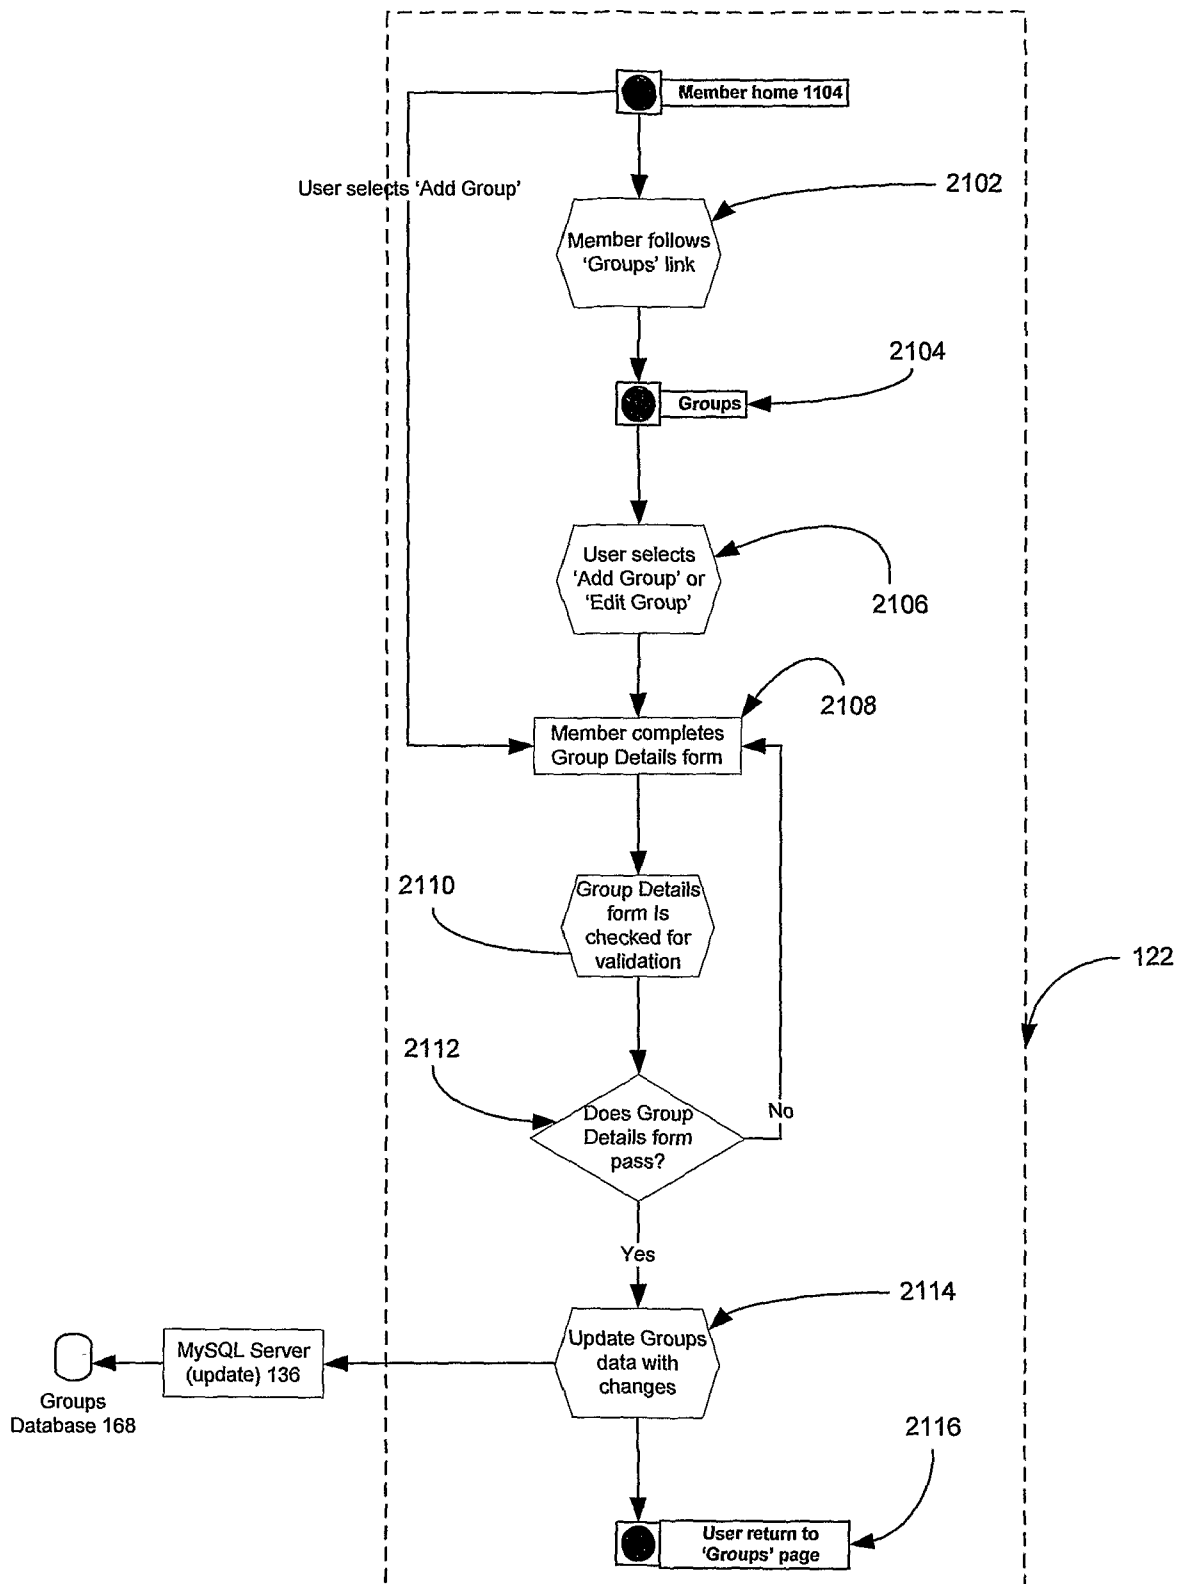 Member home 1104
User selects 'Add Group'
2102
Member follows
'Groups' link
2104
Groups
User selects
'Add Group' or
'Edit Group'
2106
2108
Member completes
Group Details form
2110
Group Details
form Is
checked for
validation
122
2112
Does Group
Details form
pass?
No
Yes
2114
Update Groups
data with
changes
MySQL Server
(update) 136
Groups
Database 168
2116
User return to
'Groups' page